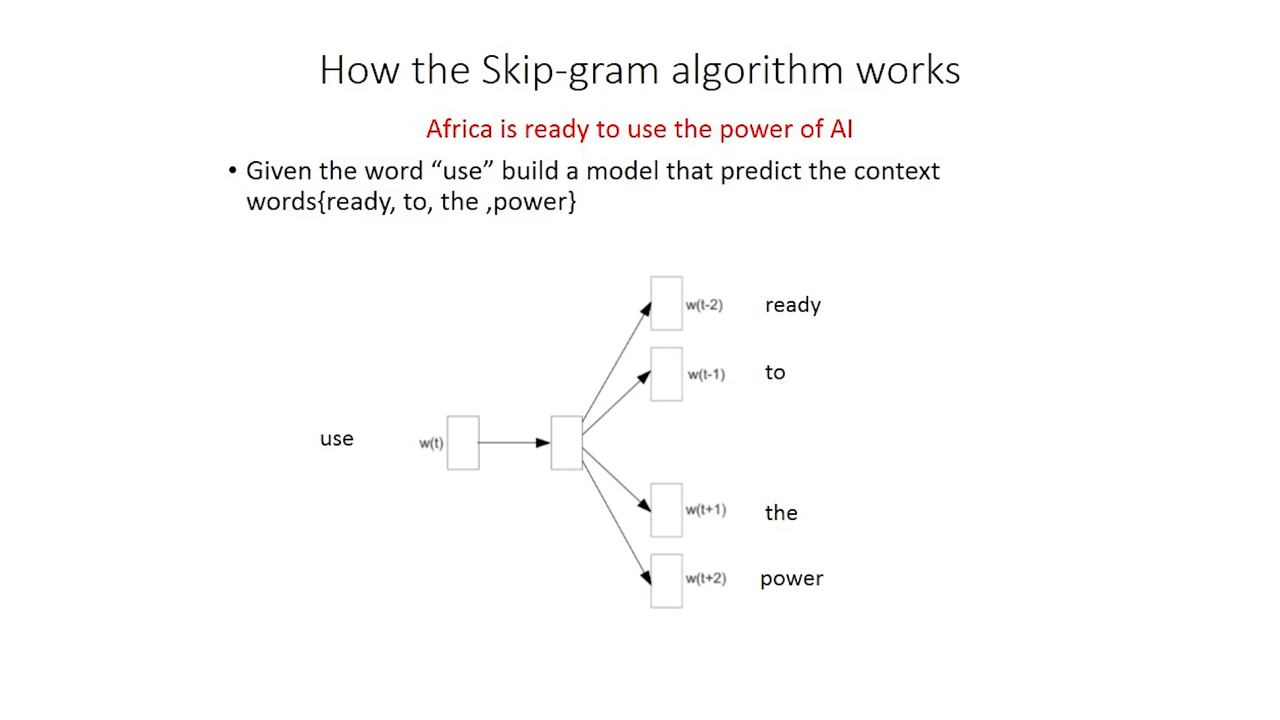 How the Skip-gram algorithm works
Africa is ready to use the power of AI
• Given the word “use” build a model that predict the context
words{ready, to, the ,power}
w(t-2) ready
w(t-1) to
use w(t)
w(t+1) the
w(t+2) power